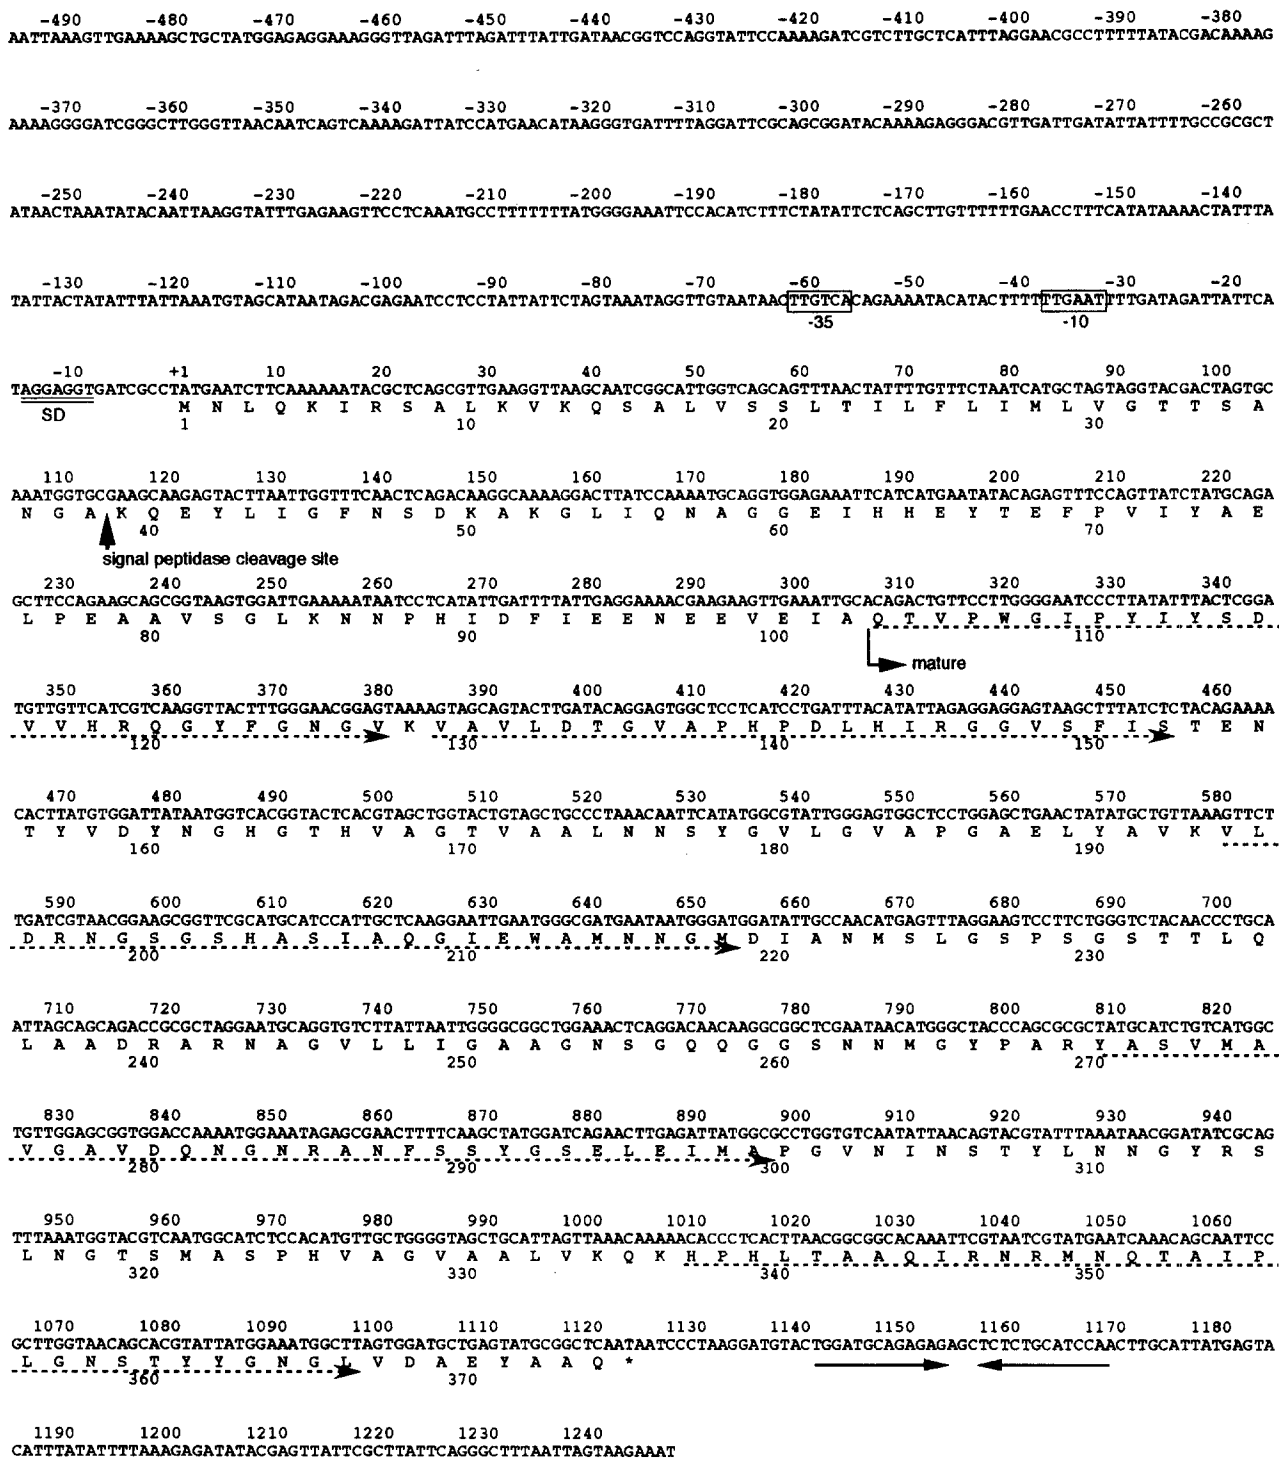 -490 -480 -470 -460 -450 -440 -430 -420 -410 -400 -390 -380
AATTAAAGTTGAAAAGCTGCTATGGAGAGGAAAGGGTTAGATTTAGATTTATTGATAACGGTCCAGGTATTCCAAAAGATCGTCTTGCTCATTTAGGAACGCCTTTTTATACGACAAAAG
-370 -360 -350 -340 -330 -320 -310 -300 -290 -280 -270 -260
AAAAGGGGATCGGGCTTGGGTTAACAATCAGTCAAAAGATTATCCATGAACATAAGGGTGATTTTAGGATTCGCAGCGGATACAAAAGAGGGACGTTGATTGATATTATTTTGCCGCGCT
-250 -240 -230 -220 -210 -200 -190 -180 -170 -160 -150 -140
ATAACTAAATATACAATTAAGGTATTTGAGAAGTTCCTCAAATGCCTTTTTTTATGGGGAAATTCCACATCTTTCTATATTCTCAGCTTGTTTTTTGAACCTTTCATATAAAACTATTTA
-130 -120 -110 -100 -90 -80 -70 -60 -50 -40 -30 -20
TATTACTATATTTATTAAATGTAGCATAATAGACGAGAATCCTCCTATTATTCTAGTAAATAGGTTGTAATAACTTGTCACAGAAAATACATACTTTTTTGAATTTTGATAGATTATTCA
-35 -10
-10 +1 10 20 30 40 50 60 70 80 90 100
TAGGAGGTGATCGCCTATGAATCTTCAAAAAATACGCTCAGCGTTGAAGGTTAAGCAATCGGCATTGGTCAGCAGTTTAACTATTTTGTTTCTAATCATGCTAGTAGGTACGACTAGTGC
SD M N L Q K I R S A L K V K Q S A L V S S L T I L F L I M L V G T T S A
1 10 20 30
110 120 130 140 150 160 170 180 190 200 210 220
AAATGGTGCGAAGCAAGAGTACTTAATTGGTTTCAACTCAGACAAGGCAAAAGGACTTATCCAAAATGCAGGTGGAGAAATTCATCATGAATATACAGAGTTTCCAGTTATCTATGCAGA
N G A K Q E Y L I G F N S D K A K G L I Q N A G G E I H H E Y T E F P V I Y A E
40 50 60 70
signal peptidase cleavage site
230 240 250 260 270 280 290 300 310 320 330 340
GCTTCCAGAAGCAGCGGTAAGTGGATTGAAAAATAATCCTCATATTGATTTTATTGAGGAAAACGAAGAAGTTGAAATTGCACAGACTGTTCCTTGGGGAATCCCTTATATTTACTCGGA
L P E A A V S G L K N N P H I D F I E E N E E V E I A Q T V P W G I P Y I Y S D
80 90 100 110
mature
350 360 370 380 390 400 410 420 430 440 450 460
TGTTGTTCATCGTCAAGGTTACTTTGGGAACGGAGTAAAAGTAGCAGTACTTGATACAGGAGTGGCTCCTCATCCTGATTTACATATTAGAGGAGGAGTAAGCTTTATCTCTACAGAAAA
V V H R Q G Y F G N G V K V A V L D T G V A P H P D L H I R G G V S F I S T E N
120 130 140 150
470 480 490 500 510 520 530 540 550 560 570 580
CACTTATGTGGATTATAATGGTCACGGTACTCACGTAGCTGGTACTGTAGCTGCCCTAAACAATTCATATGGCGTATTGGGAGTGGCTCCTGGAGCTGAACTATATGCTGTTAAAGTTCT
T Y V D Y N G H G T H V A G T V A A L N N S Y G V L G V A P G A E L Y A V K V L
160 170 180 190
590 600 610 620 630 640 650 660 670 680 690 700
TGATCGTAACGGAAGCGGTTCGCATGCATCCATTGCTCAAGGAATTGAATGGGCGATGAATAATGGGATGGATATTGCCAACATGAGTTTAGGAAGTCCTTCTGGGTCTACAACCCTGCA
D R N G S G S H A S I A Q G I E W A M N N G M D I A N M S L G S P S G S T T L Q
200 210 220 230
710 720 730 740 750 760 770 780 790 800 810 820
ATTAGCAGCAGACCGCGCTAGGAATGCAGGTGTCTTATTAATTGGGGCGGCTGGAAACTCAGGACAACAAGGCGGCTCGAATAACATGGGCTACCCAGCGCGCTATGCATCTGTCATGGC
L A A D R A R N A G V L L I G A A G N S G Q Q G G S N N M G Y P A R Y A S V M A
240 250 260 270
830 840 850 860 870 880 890 900 910 920 930 940
TGTTGGAGCGGTGGACCAAAATGGAAATAGAGCGAACTTTTCAAGCTATGGATCAGAACTTGAGATTATGGCGCCTGGTGTCAATATTAACAGTACGTATTTAAATAACGGATATCGCAG
V G A V D Q N G N R A N F S S Y G S E L E I M A P G V N I N S T Y L N N G Y R S
280 290 300 310
950 960 970 980 990 1000 1010 1020 1030 1040 1050 1060
TTTAAATGGTACGTCAATGGCATCTCCACATGTTGCTGGGGTAGCTGCATTAGTTAAACAAAAACACCCTCACTTAACGGCGGCACAAATTCGTAATCGTATGAATCAAACAGCAATTCC
L N G T S M A S P H V A G V A A L V K Q K H P H L T A A Q I R N R M N Q T A I P
320 330 340 350
1070 1080 1090 1100 1110 1120 1130 1140 1150 1160 1170 1180
GCTTGGTAACAGCACGTATTATGGAAATGGCTTAGTGGATGCTGAGTATGCGGCTCAATAATCCCTAAGGATGTACTGGATGCAGAGAGAGCTCTCTGCATCCAACTTGCATTATGAGTA
L G N S T Y Y G N G L V D A E Y A A Q *
360 370
1190 1200 1210 1220 1230 1240
CATTTATATTTTAAAGAGATATACGAGTTATTCGCTTATTCAGGGCTTTAATTAGTAAGAAAT